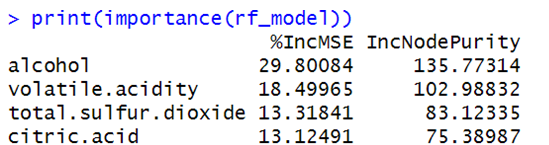 > print(importance(rf_model))
%IncMSE IncNodePurity
alcohol 29.80084 135.77314
volatile.acidity 18.49965 102.98832
total.sulfur.dioxide 13.31841 83.12335
citric.acid 13.12491 75.38987